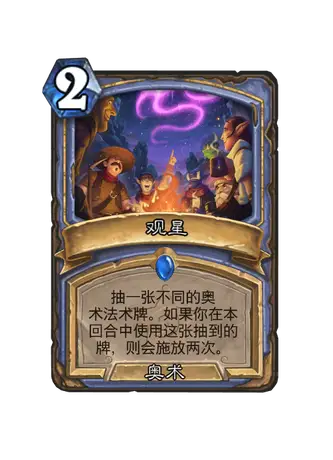 2
观星
抽一张不同的奥
术法术牌。如果你在本
回合中使用这张抽到的
牌，则会施放两次。
奥术